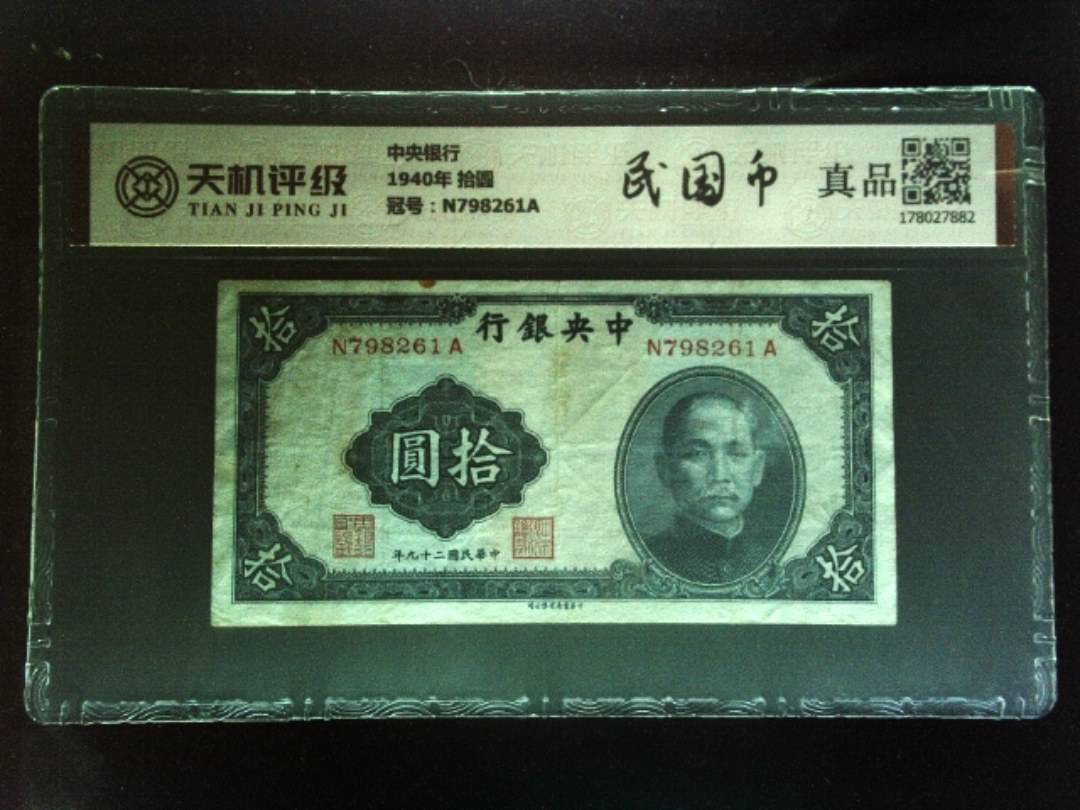 天机评级
TIAN JI PING JI
中央银行
1940年 拾圆
冠号：N798261A
民国币
真品
178027882
拾
中央銀行
拾
N798261A
N798261A
拾圓
中華民國二十九年
拾
拾